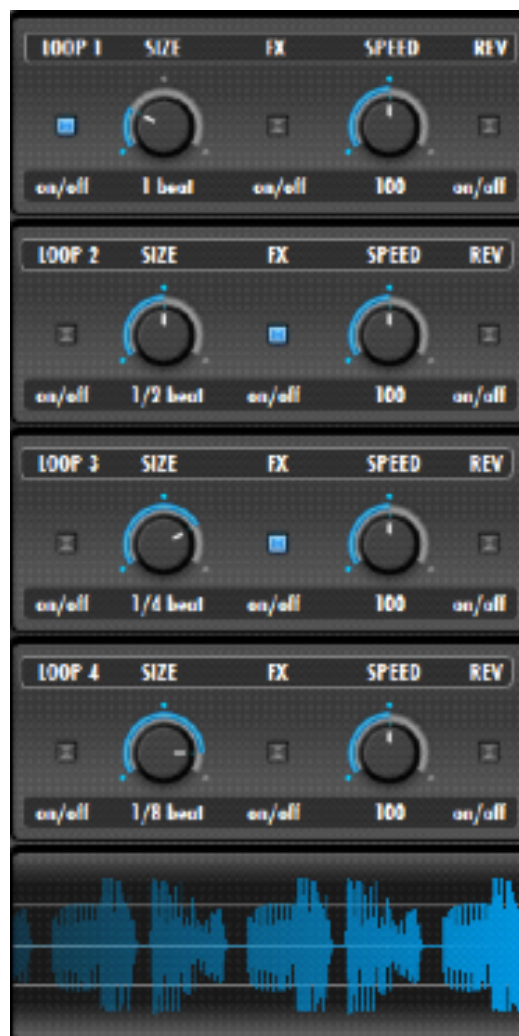 LOOP 1 SIZE FX SPEED REV
on/off 1 beat on/off 100 on/off
LOOP 2 SIZE FX SPEED REV
on/off 1/2 beat on/off 100 on/off
LOOP 3 SIZE FX SPEED REV
on/off 1/4 beat on/off 100 on/off
LOOP 4 SIZE FX SPEED REV
on/off 1/8 beat on/off 100 on/off